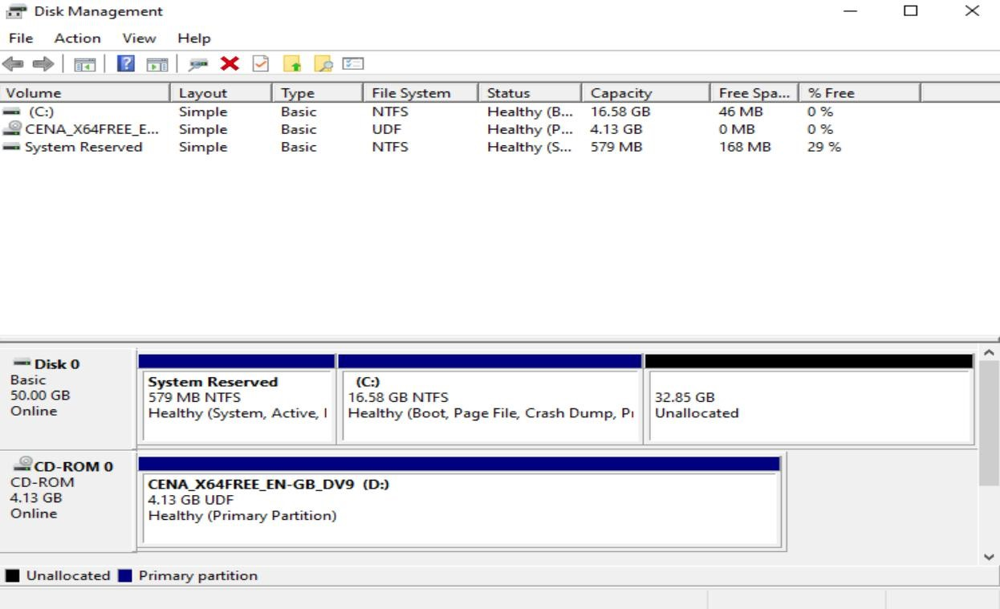 Disk Management
File Action View Help
Volume Layout Type File System Status Capacity Free Spa... % Free
(C:) Simple Basic NTFS Healthy (B... 16.58 GB 46 MB 0 %
CENA_X64FREE_E... Simple Basic UDF Healthy (P... 4.13 GB 0 MB 0 %
System Reserved Simple Basic NTFS Healthy (S... 579 MB 168 MB 29 %
Disk 0
Basic
50.00 GB
Online
System Reserved
579 MB NTFS
Healthy (System, Active, I
(C:)
16.58 GB NTFS
Healthy (Boot, Page File, Crash Dump, Pr
32.85 GB
Unallocated
CD-ROM 0
CD-ROM
4.13 GB
Online
CENA_X64FREE_EN-GB_DV9 (D:)
4.13 GB UDF
Healthy (Primary Partition)
Unallocated Primary partition